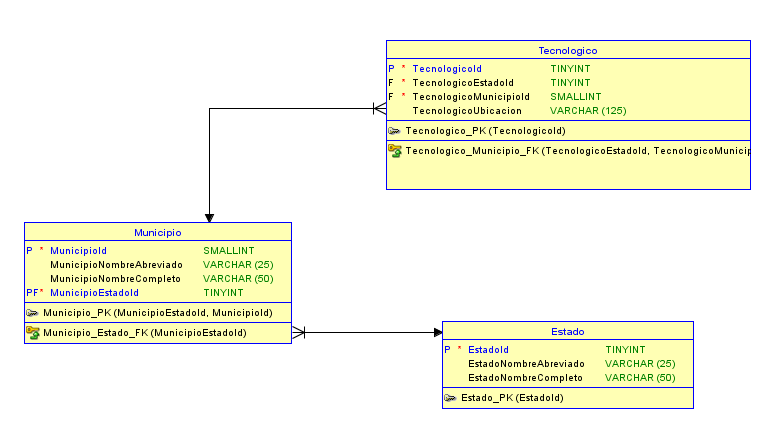 Tecnologico
P * TecnologicoId TINYINT
F * TecnologicoEstadoId TINYINT
F * TecnologicoMunicipioId SMALLINT
TecnologicoUbicacion VARCHAR (125)
Tecnologico_PK (TecnologicoId)
Tecnologico_Municipio_FK (TecnologicoEstadoId, TecnologicoMunicip
Municipio
P * MunicipioId SMALLINT
MunicipioNombreAbreviado VARCHAR (25)
MunicipioNombreCompleto VARCHAR (50)
PF* MunicipioEstadoId TINYINT
Municipio_PK (MunicipioEstadoId, MunicipioId)
Municipio_Estado_FK (MunicipioEstadoId)
Estado
P * EstadoId TINYINT
EstadoNombreAbreviado VARCHAR (25)
EstadoNombreCompleto VARCHAR (50)
Estado_PK (EstadoId)